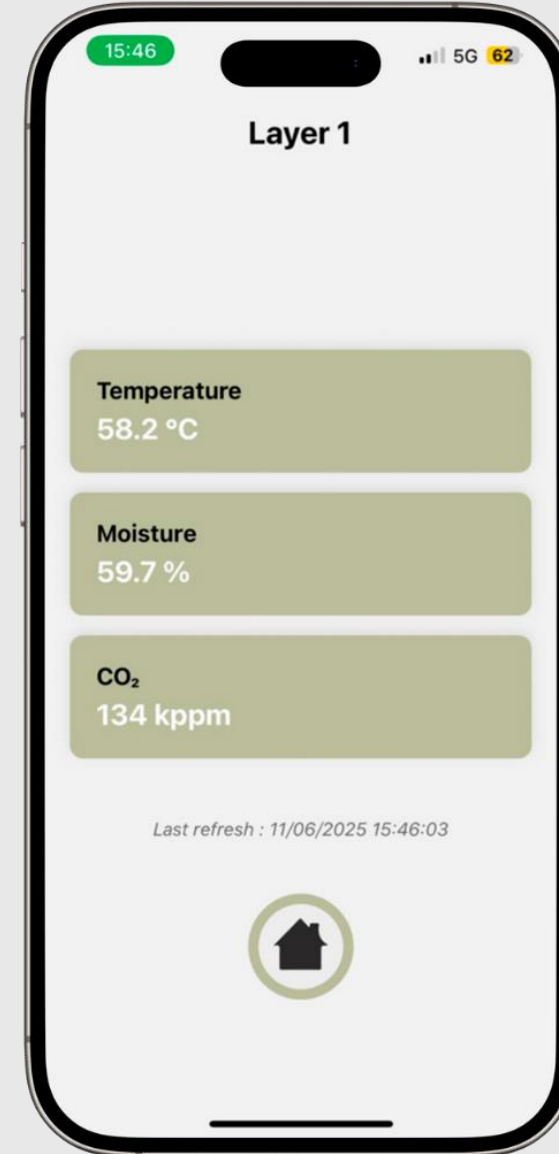 15:46
5G 62
Layer 1
Temperature
58.2 °C
Moisture
59.7 %
CO₂
134 kppm
Last refresh : 11/06/2025 15:46:03